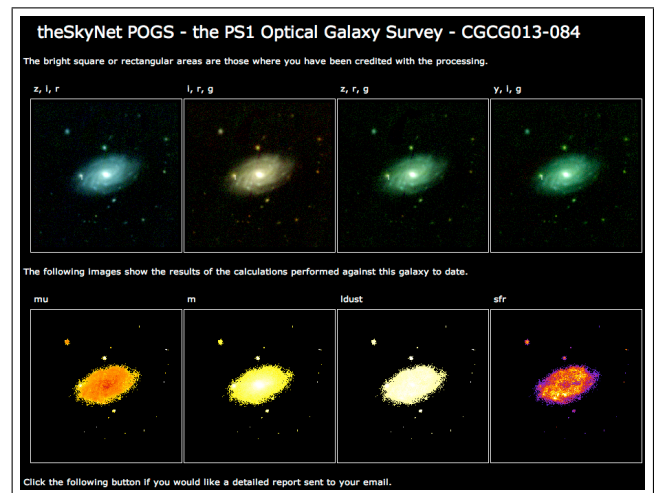 theSkyNet POGS - the PS1 Optical Galaxy Survey - CGCG013-084
The bright square or rectangular areas are those where you have been credited with the processing.
z, i, r
i, r, g
z, r, g
y, i, g
The following images show the results of the calculations performed against this galaxy to date.
mu
m
ldust
sfr
Click the following button if you would like a detailed report sent to your email.